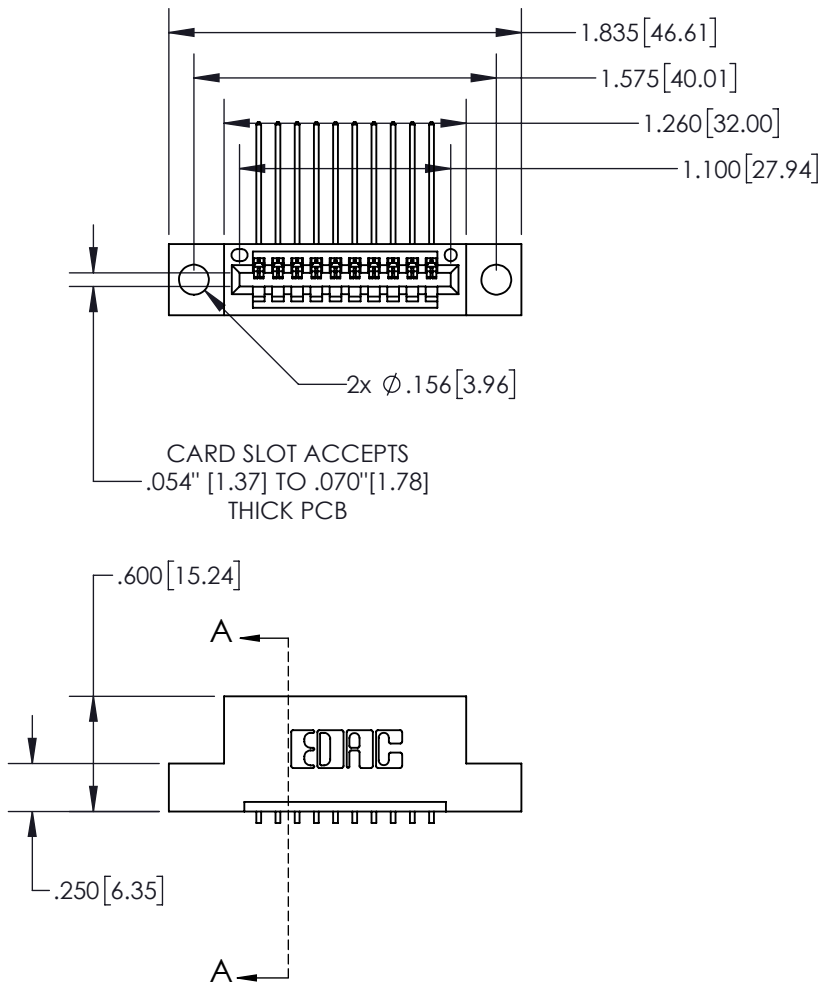 1.835[46.61]
1.575[40.01]
1.260[32.00]
1.100[27.94]
2x ∅.156[3.96]
CARD SLOT ACCEPTS
.054" [1.37] TO .070"[1.78]
THICK PCB
.600[15.24]
A
EDAC
.250[6.35]
A